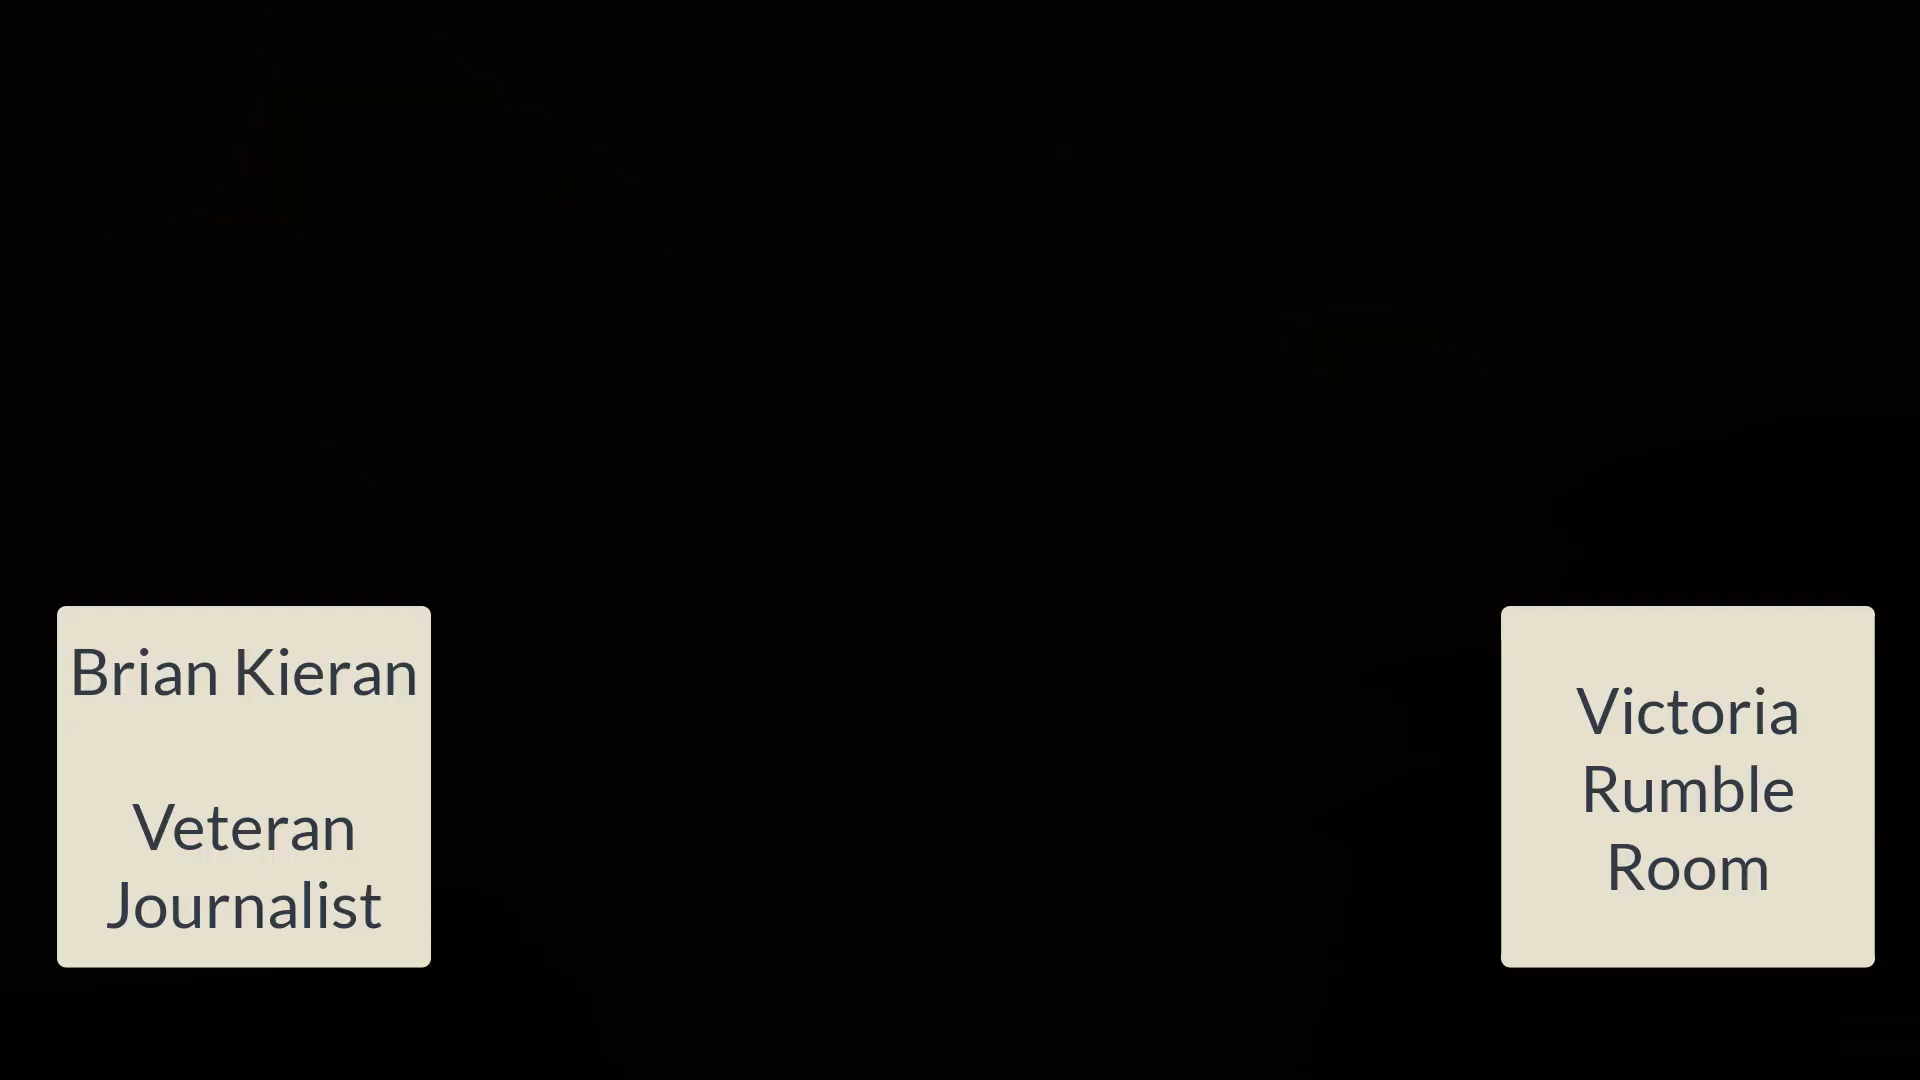 Brian Kieran
Veteran
Journalist
Victoria
Rumble
Room